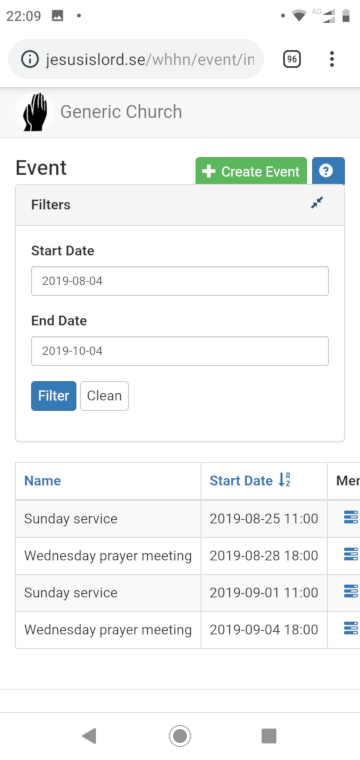 22:09
4G
jesusislord.se/whhn/event/in
96
Generic Church
Event
Create Event
Filters
Start Date
2019-08-04
End Date
2019-10-04
Filter Clean
Name Start Date Mer
Sunday service 2019-08-25 11:00
Wednesday prayer meeting 2019-08-28 18:00
Sunday service 2019-09-01 11:00
Wednesday prayer meeting 2019-09-04 18:00